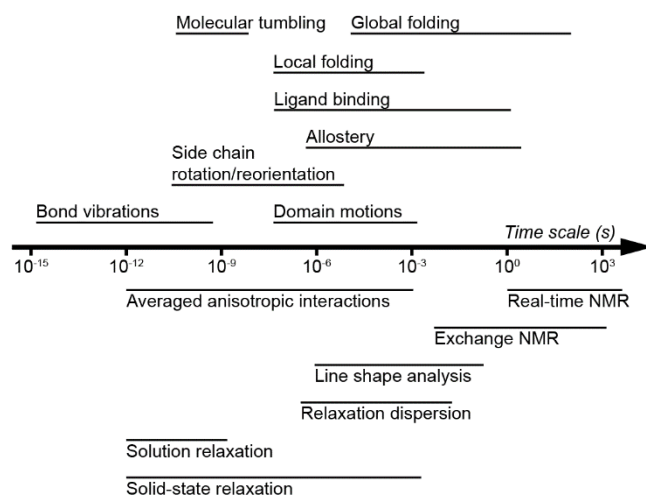 Molecular tumbling
Global folding
Local folding
Ligand binding
Allostery
Side chain
rotation/reorientation
Bond vibrations
Domain motions
Time scale (s)
10⁻¹⁵ 10⁻¹² 10⁻⁹ 10⁻⁶ 10⁻³ 10⁰ 10³
Averaged anisotropic interactions
Real-time NMR
Exchange NMR
Line shape analysis
Relaxation dispersion
Solution relaxation
Solid-state relaxation